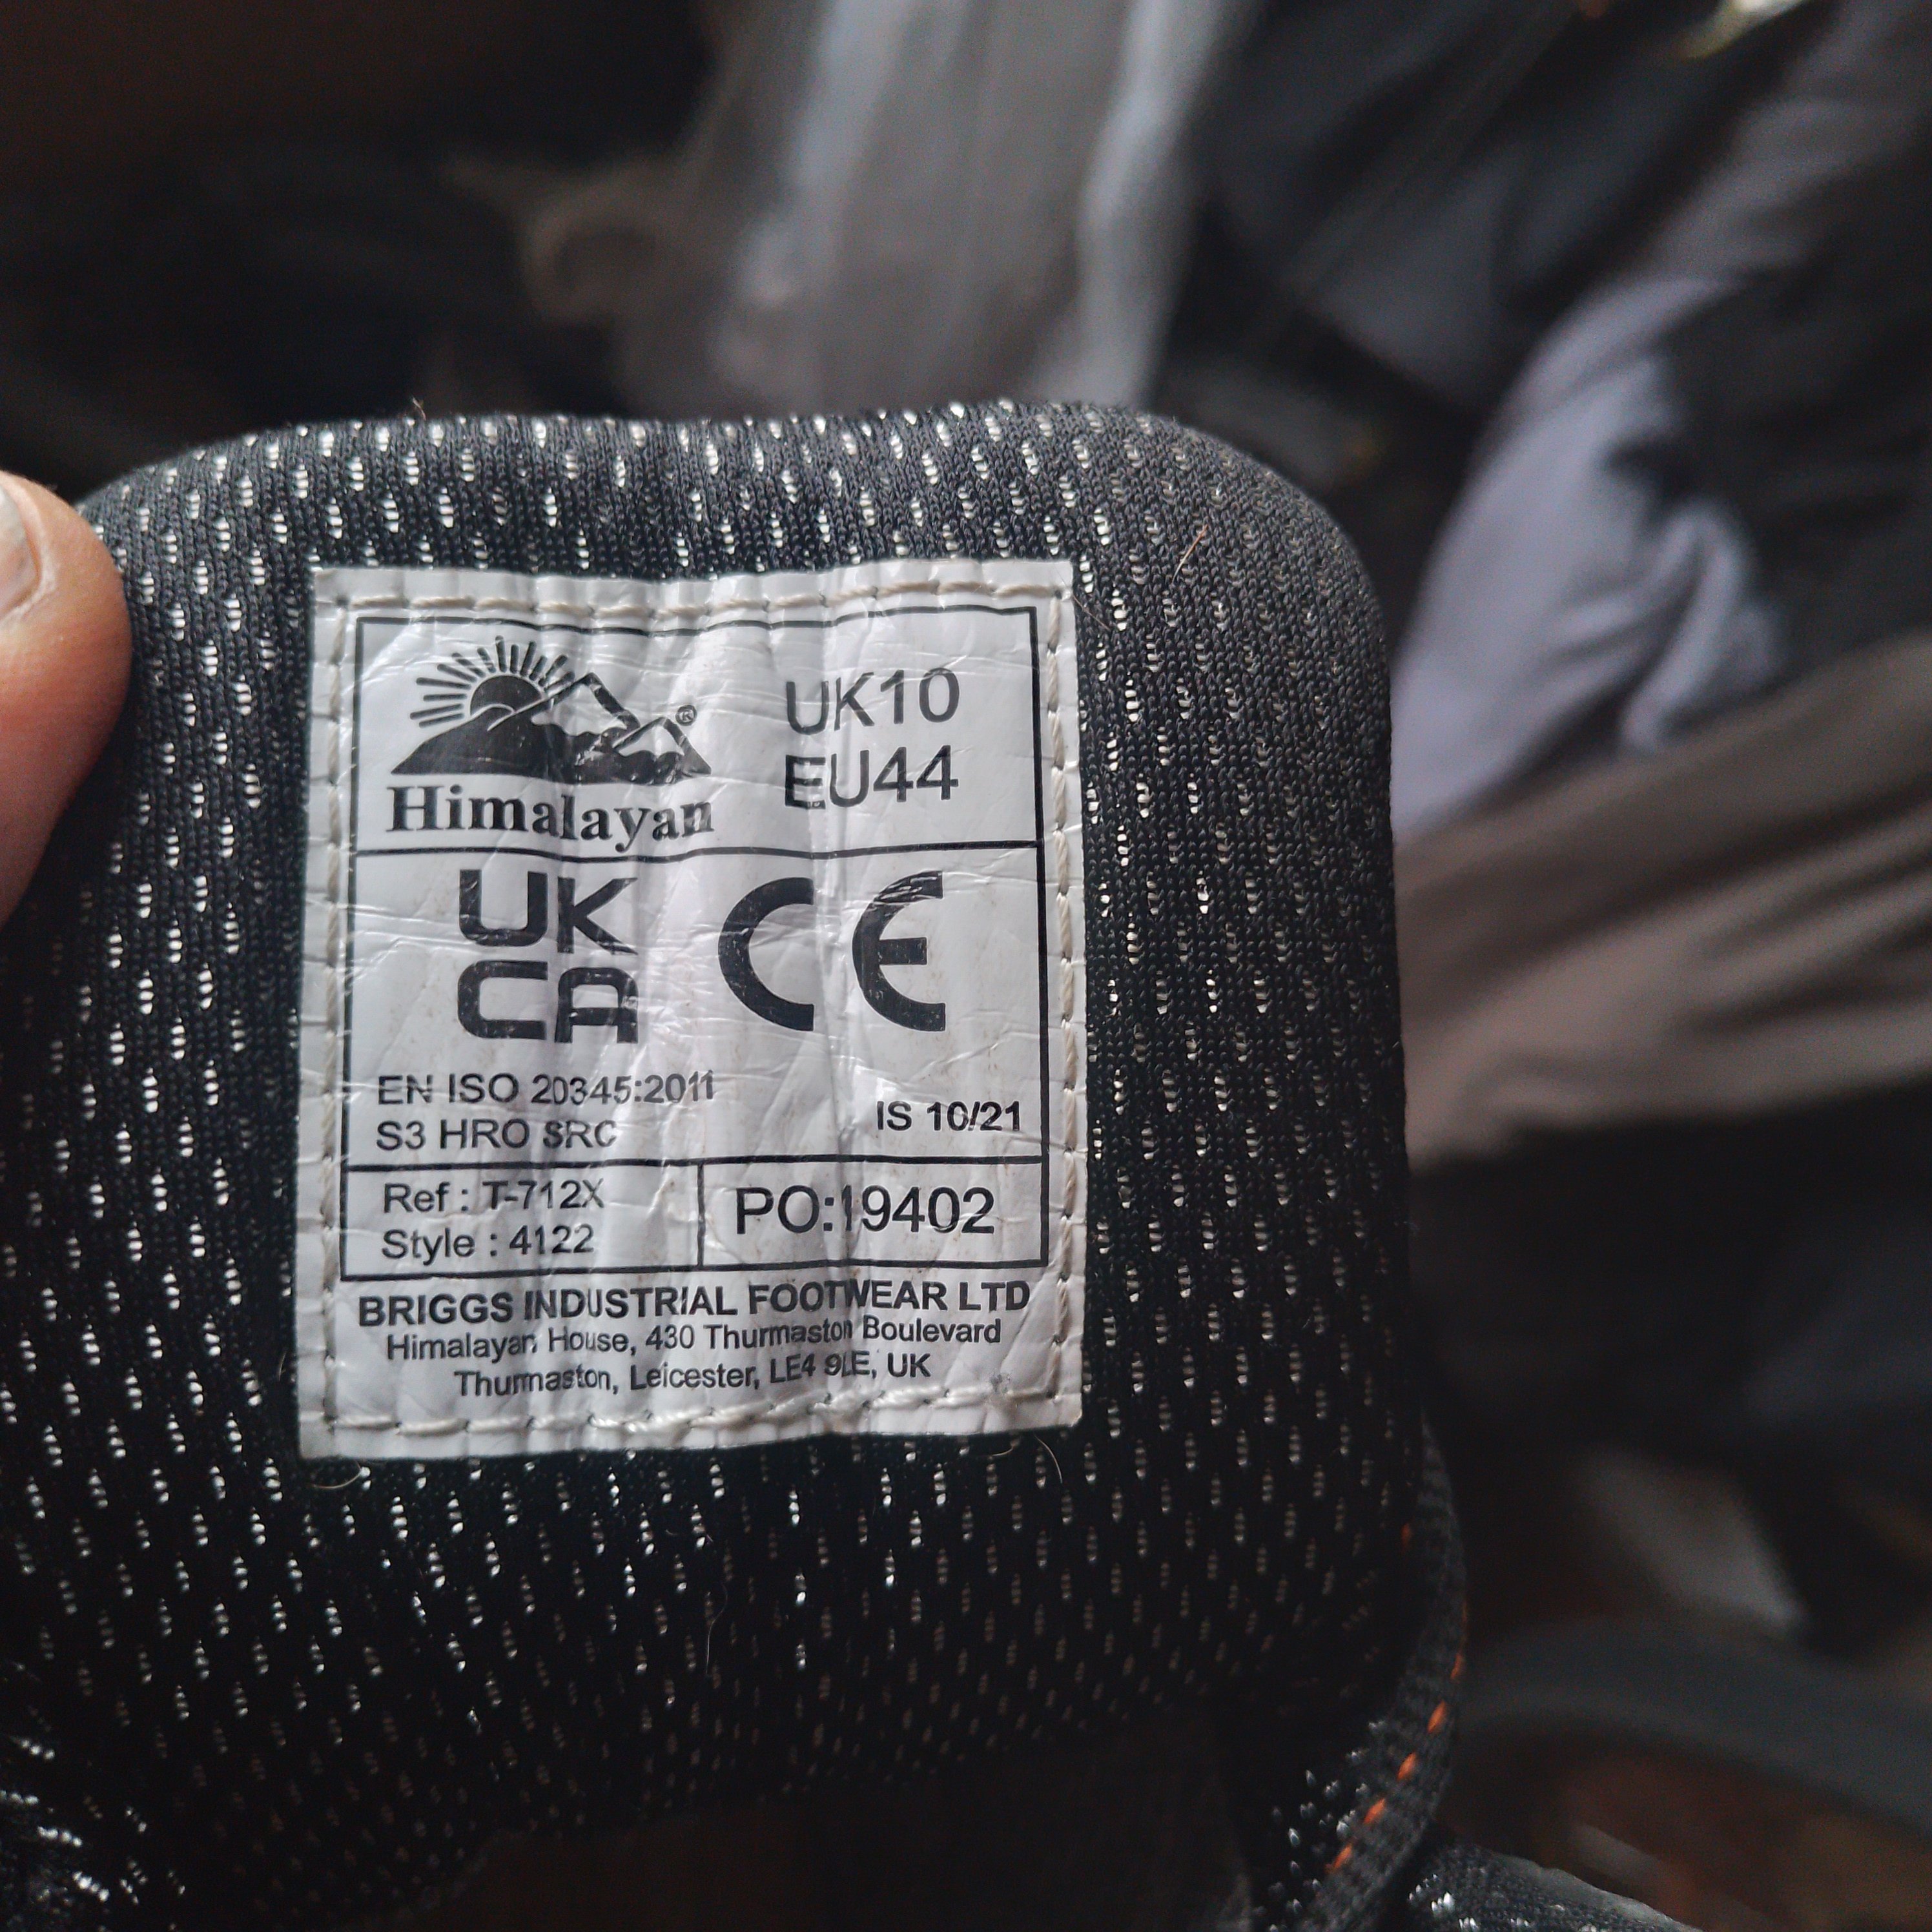 Himalayan ®
UK10
EU44
UK
CA
CE
EN ISO 20345:2011
S3 HRO SRC
IS 10/21
Ref : T-712X
Style : 4122
PO:19402
BRIGGS INDUSTRIAL FOOTWEAR LTD
Himalayan House, 430 Thurmaston Boulevard
Thurmaston, Leicester, LE4 9LE, UK